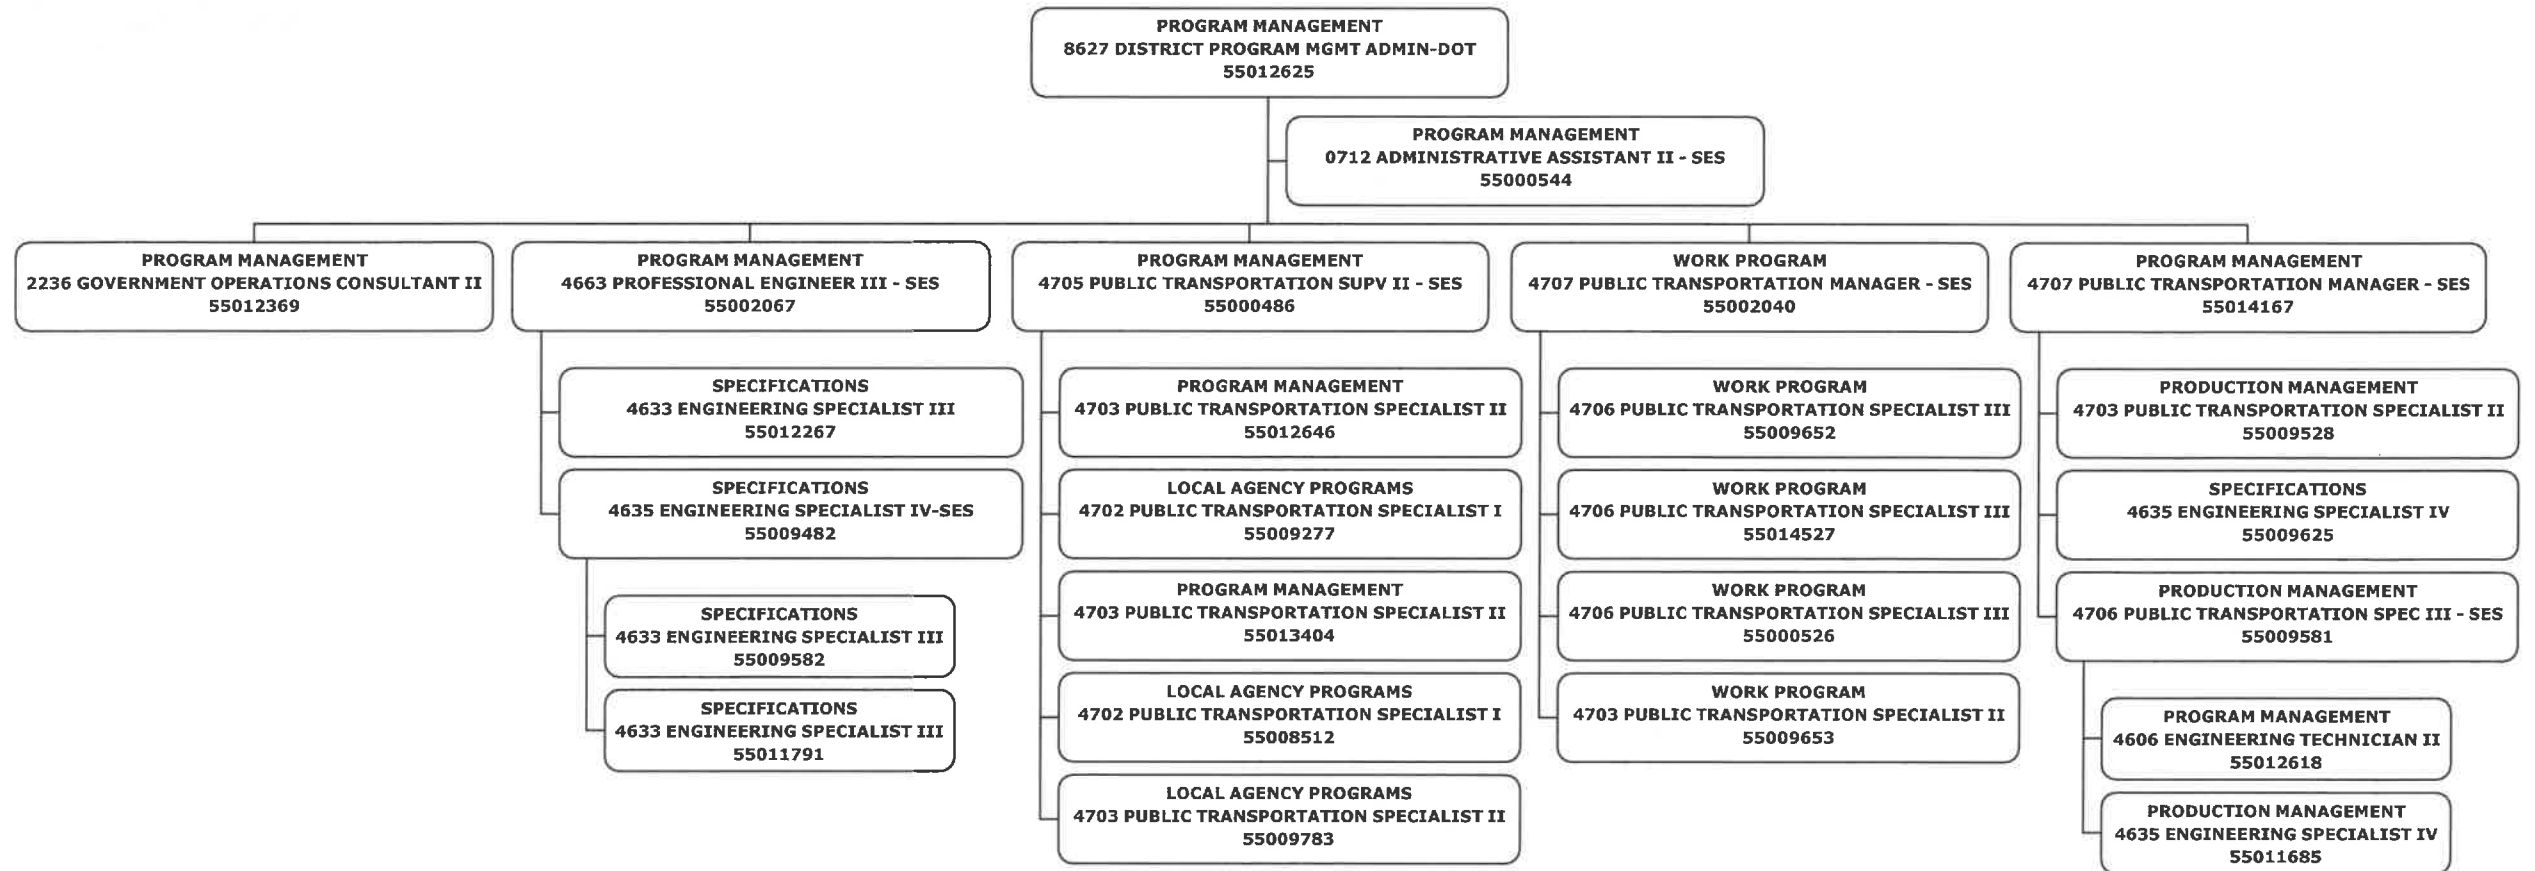 PROGRAM MANAGEMENT
8627 DISTRICT PROGRAM MGMT ADMIN-DOT
55012625
PROGRAM MANAGEMENT
0712 ADMINISTRATIVE ASSISTANT II - SES
55000544
PROGRAM MANAGEMENT
2236 GOVERNMENT OPERATIONS CONSULTANT II
55012369
PROGRAM MANAGEMENT
4663 PROFESSIONAL ENGINEER III - SES
55002067
SPECIFICATIONS
4633 ENGINEERING SPECIALIST III
55012267
SPECIFICATIONS
4635 ENGINEERING SPECIALIST IV-SES
55009482
SPECIFICATIONS
4633 ENGINEERING SPECIALIST III
55009582
SPECIFICATIONS
4633 ENGINEERING SPECIALIST III
55011791
PROGRAM MANAGEMENT
4705 PUBLIC TRANSPORTATION SUPV II - SES
55000486
PROGRAM MANAGEMENT
4703 PUBLIC TRANSPORTATION SPECIALIST II
55012646
LOCAL AGENCY PROGRAMS
4702 PUBLIC TRANSPORTATION SPECIALIST I
55009277
PROGRAM MANAGEMENT
4703 PUBLIC TRANSPORTATION SPECIALIST II
55013404
LOCAL AGENCY PROGRAMS
4702 PUBLIC TRANSPORTATION SPECIALIST I
55008512
LOCAL AGENCY PROGRAMS
4703 PUBLIC TRANSPORTATION SPECIALIST II
55009783
WORK PROGRAM
4707 PUBLIC TRANSPORTATION MANAGER - SES
55002040
WORK PROGRAM
4706 PUBLIC TRANSPORTATION SPECIALIST III
55009652
WORK PROGRAM
4706 PUBLIC TRANSPORTATION SPECIALIST III
55014527
WORK PROGRAM
4706 PUBLIC TRANSPORTATION SPECIALIST III
55000526
WORK PROGRAM
4703 PUBLIC TRANSPORTATION SPECIALIST II
55009653
PROGRAM MANAGEMENT
4707 PUBLIC TRANSPORTATION MANAGER - SES
55014167
PRODUCTION MANAGEMENT
4703 PUBLIC TRANSPORTATION SPECIALIST II
55009528
SPECIFICATIONS
4635 ENGINEERING SPECIALIST IV
55009625
PRODUCTION MANAGEMENT
4706 PUBLIC TRANSPORTATION SPEC III - SES
55009581
PROGRAM MANAGEMENT
4606 ENGINEERING TECHNICIAN II
55012618
PRODUCTION MANAGEMENT
4635 ENGINEERING SPECIALIST IV
55011685